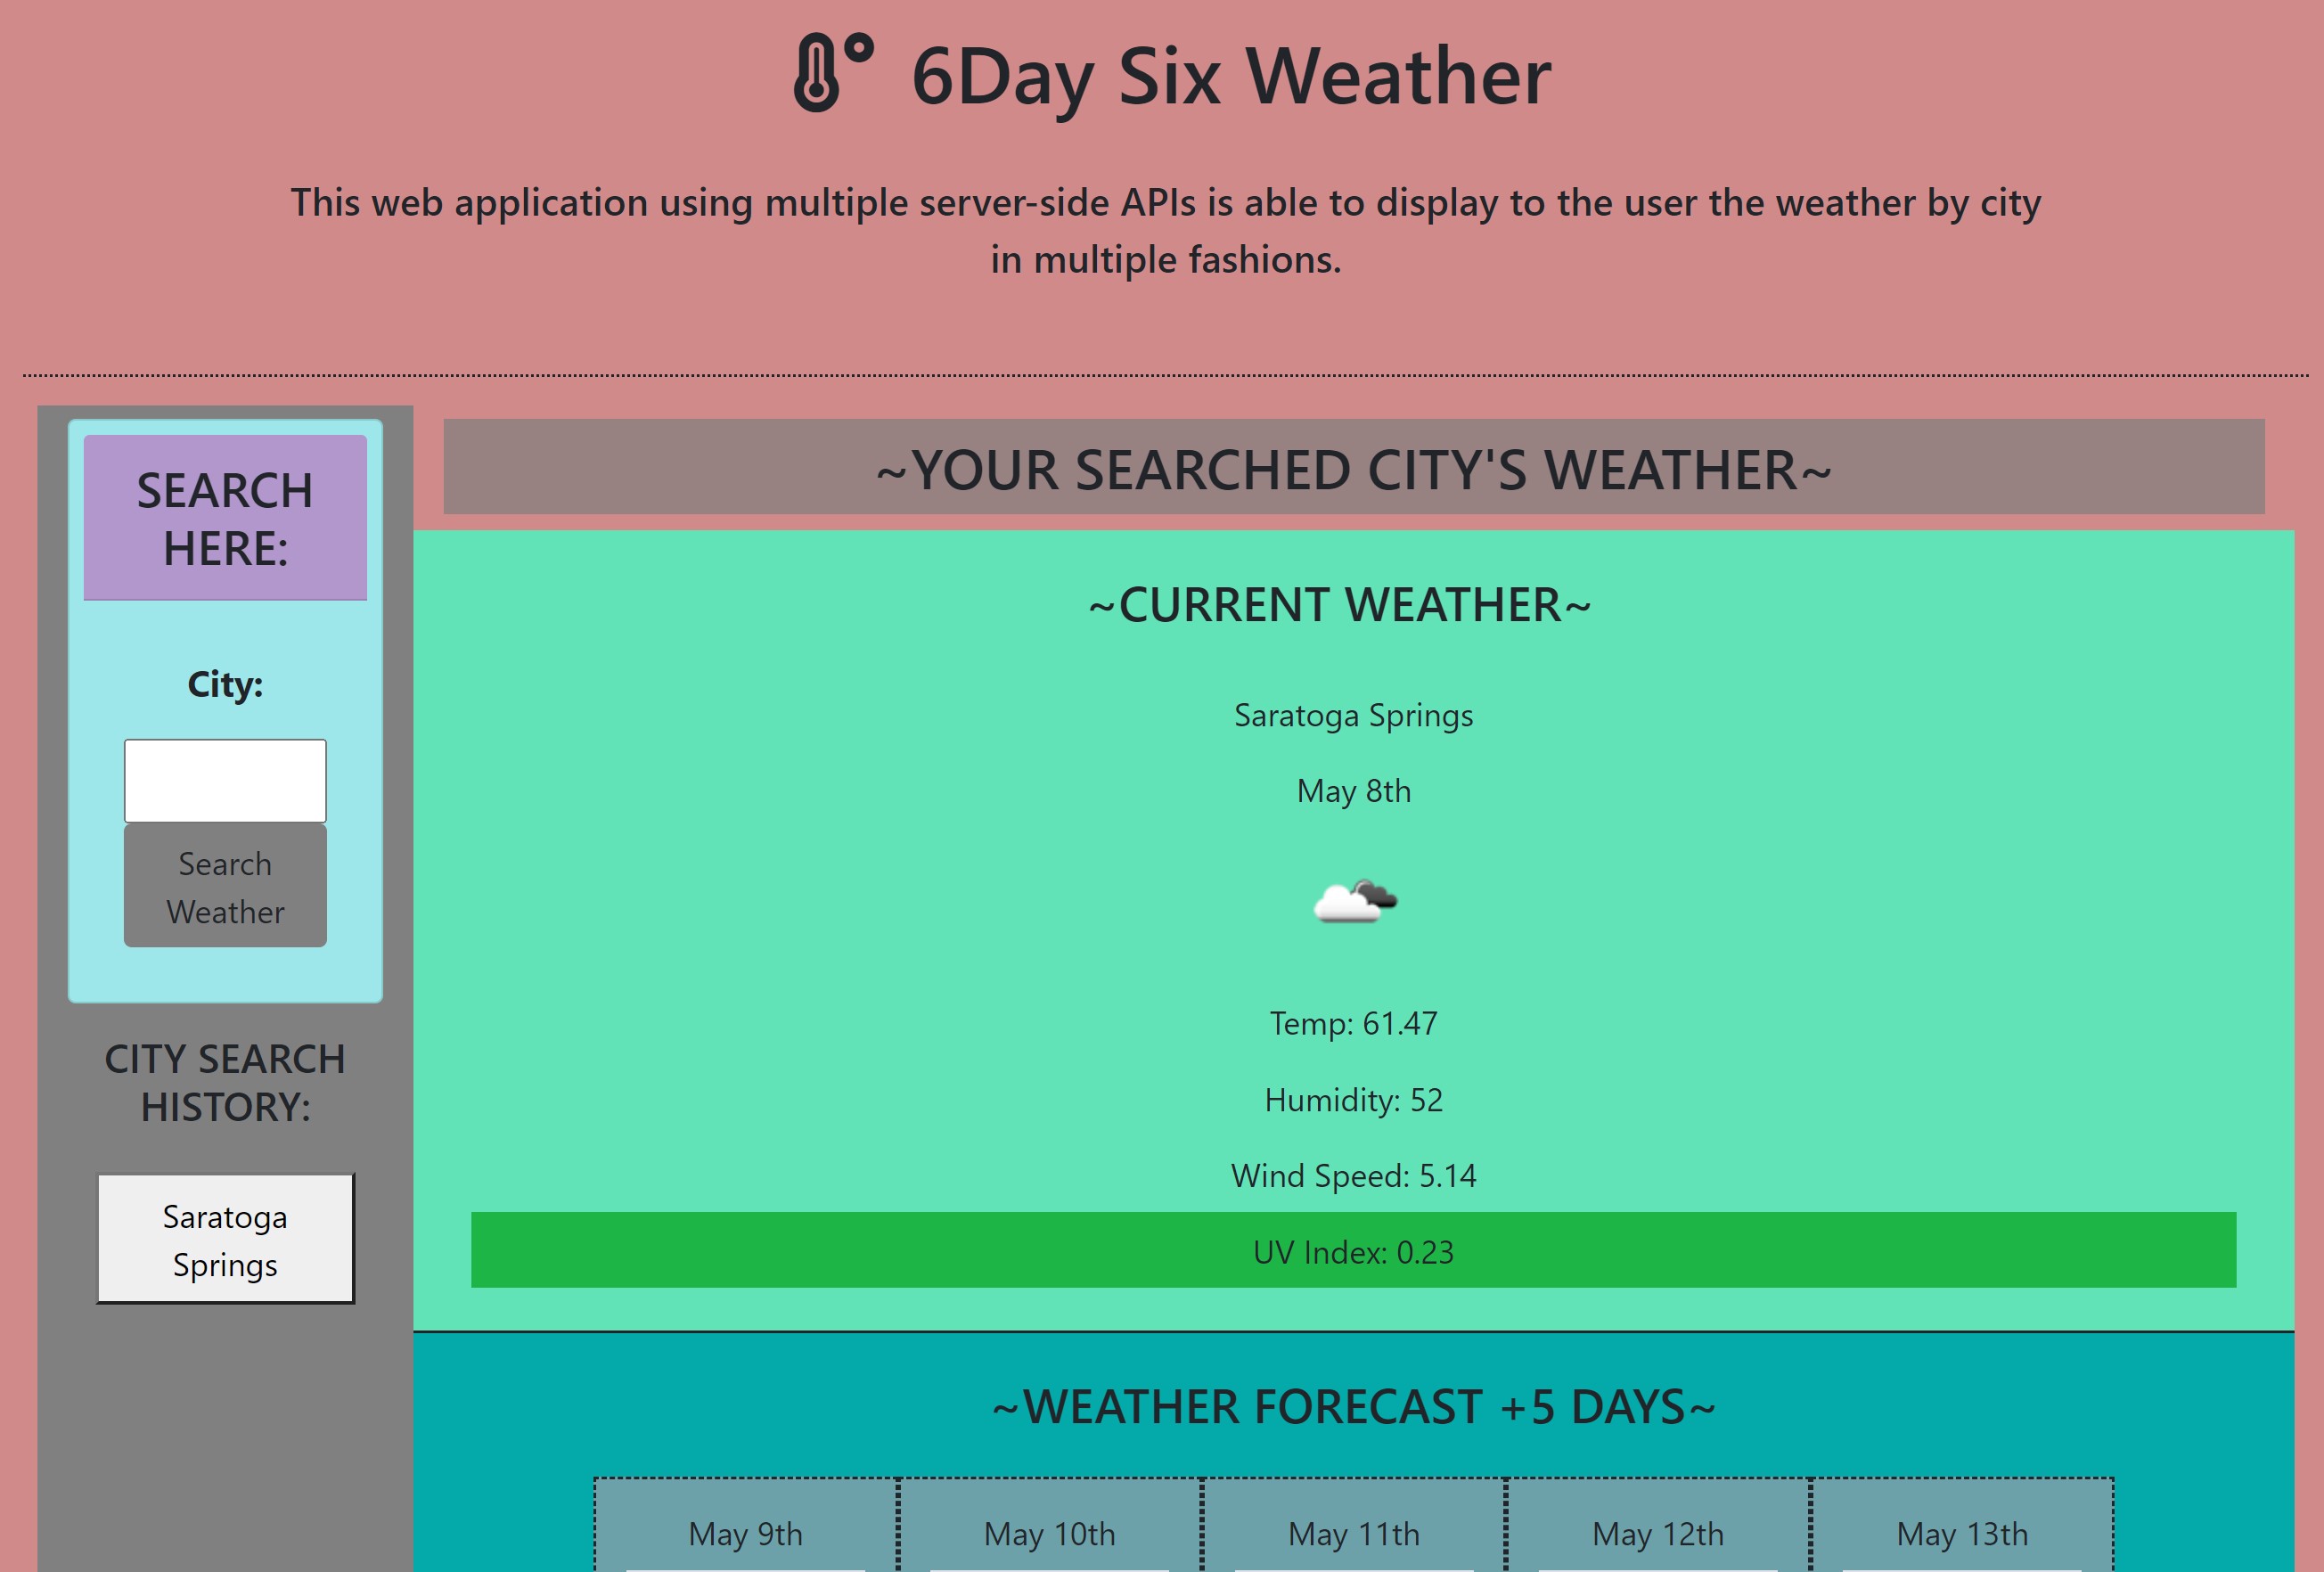 6Day Six Weather
This web application using multiple server-side APIs is able to display to the user the weather by city
in multiple fashions.
SEARCH
HERE:
City:
Search
Weather
CITY SEARCH
HISTORY:
Saratoga
Springs
~YOUR SEARCHED CITY'S WEATHER~
~CURRENT WEATHER~
Saratoga Springs
May 8th
Temp: 61.47
Humidity: 52
Wind Speed: 5.14
UV Index: 0.23
~WEATHER FORECAST +5 DAYS~
May 9th
May 10th
May 11th
May 12th
May 13th